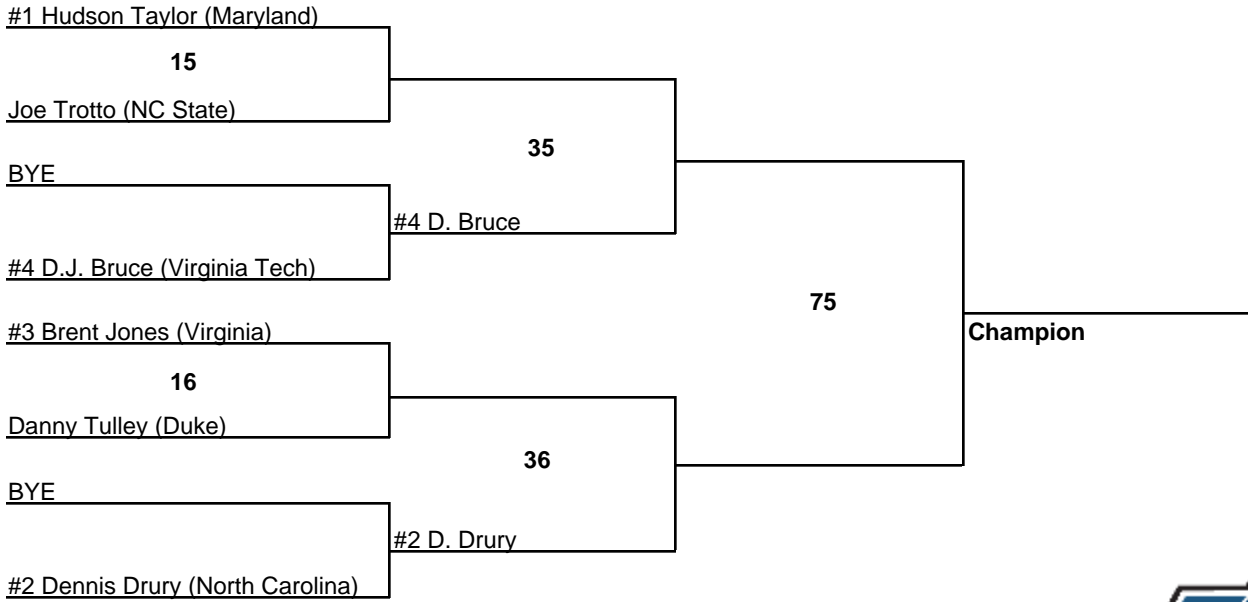 #1 Hudson Taylor (Maryland)
15
Joe Trotto (NC State)
35
BYE
#4 D. Bruce
#4 D.J. Bruce (Virginia Tech)
75
#3 Brent Jones (Virginia)
Champion
16
Danny Tulley (Duke)
36
BYE
#2 D. Drury
#2 Dennis Drury (North Carolina)